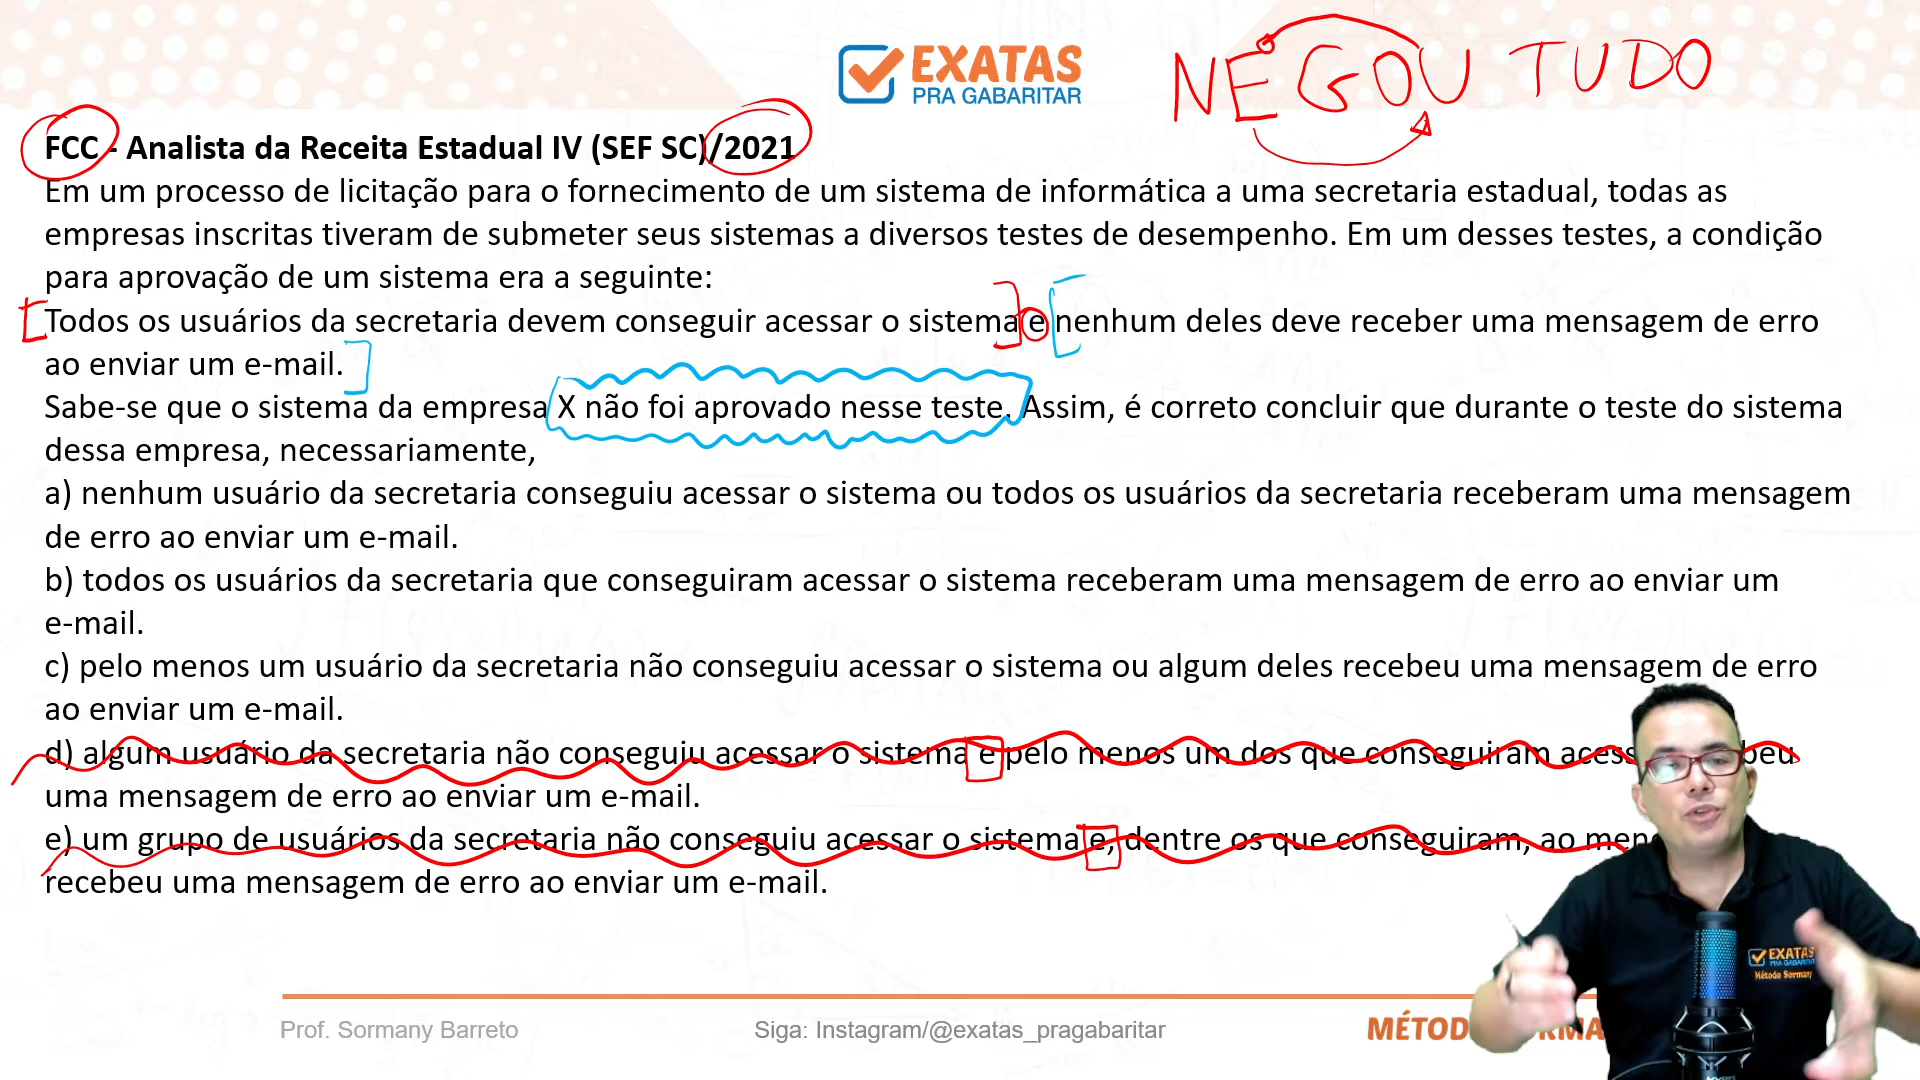 EXATAS
PRA GABARITAR
NEGOU TUDO
FCC - Analista da Receita Estadual IV (SEF SC)/2021
Em um processo de licitação para o fornecimento de um sistema de informática a uma secretaria estadual, todas as
empresas inscritas tiveram de submeter seus sistemas a diversos testes de desempenho. Em um desses testes, a condição
para aprovação de um sistema era a seguinte:
Todos os usuários da secretaria devem conseguir acessar o sistema e nenhum deles deve receber uma mensagem de erro
ao enviar um e-mail.
Sabe-se que o sistema da empresa X não foi aprovado nesse teste. Assim, é correto concluir que durante o teste do sistema
dessa empresa, necessariamente,
a) nenhum usuário da secretaria conseguiu acessar o sistema ou todos os usuários da secretaria receberam uma mensagem
de erro ao enviar um e-mail.
b) todos os usuários da secretaria que conseguiram acessar o sistema receberam uma mensagem de erro ao enviar um
e-mail.
c) pelo menos um usuário da secretaria não conseguiu acessar o sistema ou algum deles recebeu uma mensagem de erro
ao enviar um e-mail.
d) algum usuário da secretaria não conseguiu acessar o sistema e pelo menos um dos que conseguiram
uma mensagem de erro ao enviar um e-mail.
e) um grupo de usuários da secretaria não conseguiu acessar o sistema e, dentre os que conseguiram, ao
recebeu uma mensagem de erro ao enviar um e-mail.
EXATAS
PRA GABARITAR
Método Sormany
Prof. Sormany Barreto
Siga: Instagram/@exatas_pragabaritar